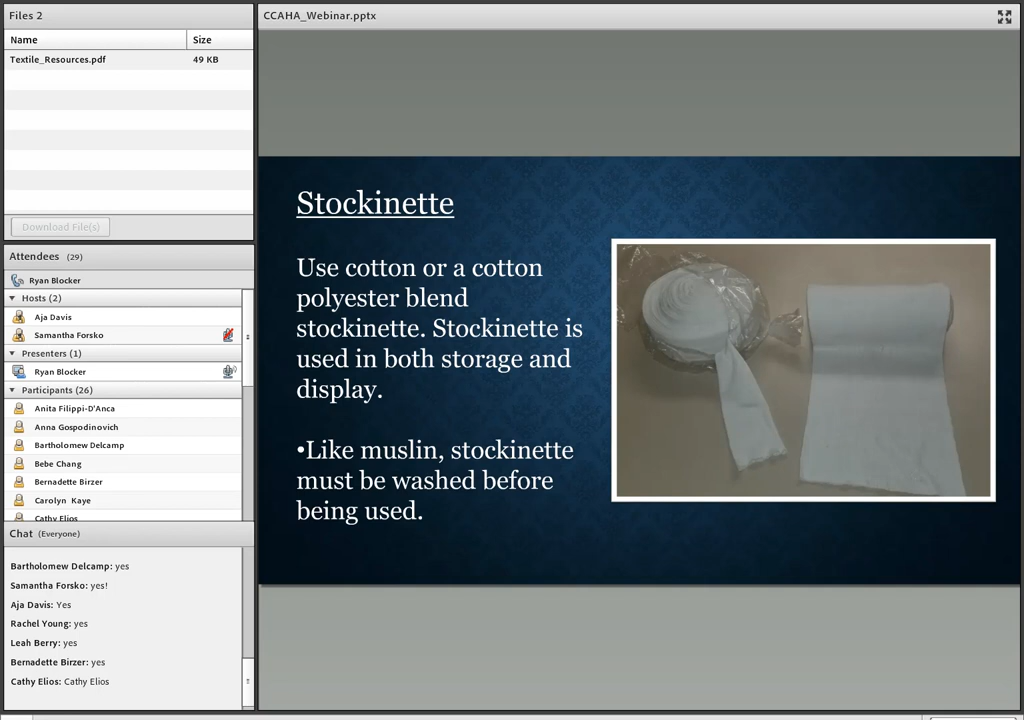 Files 2
Name Size
Textile_Resources.pdf 49 KB
Download File(s)
Attendees (29)
Ryan Blocker
Hosts (2)
Aja Davis
Samantha Forsko
Presenters (1)
Ryan Blocker
Participants (26)
Anita Filippi-D'Anca
Anna Gospodinovich
Bartholomew Delcamp
Bebe Chang
Bernadette Birzer
Carolyn Kaye
Cathy Elios
Chat (Everyone)
Bartholomew Delcamp: yes
Samantha Forsko: yes!
Aja Davis: Yes
Rachel Young: yes
Leah Berry: yes
Bernadette Birzer: yes
Cathy Elios: Cathy Elios
CCAHA_Webinar.pptx
Stockinette
Use cotton or a cotton
polyester blend
stockinette. Stockinette is
used in both storage and
display.
•Like muslin, stockinette
must be washed before
being used.